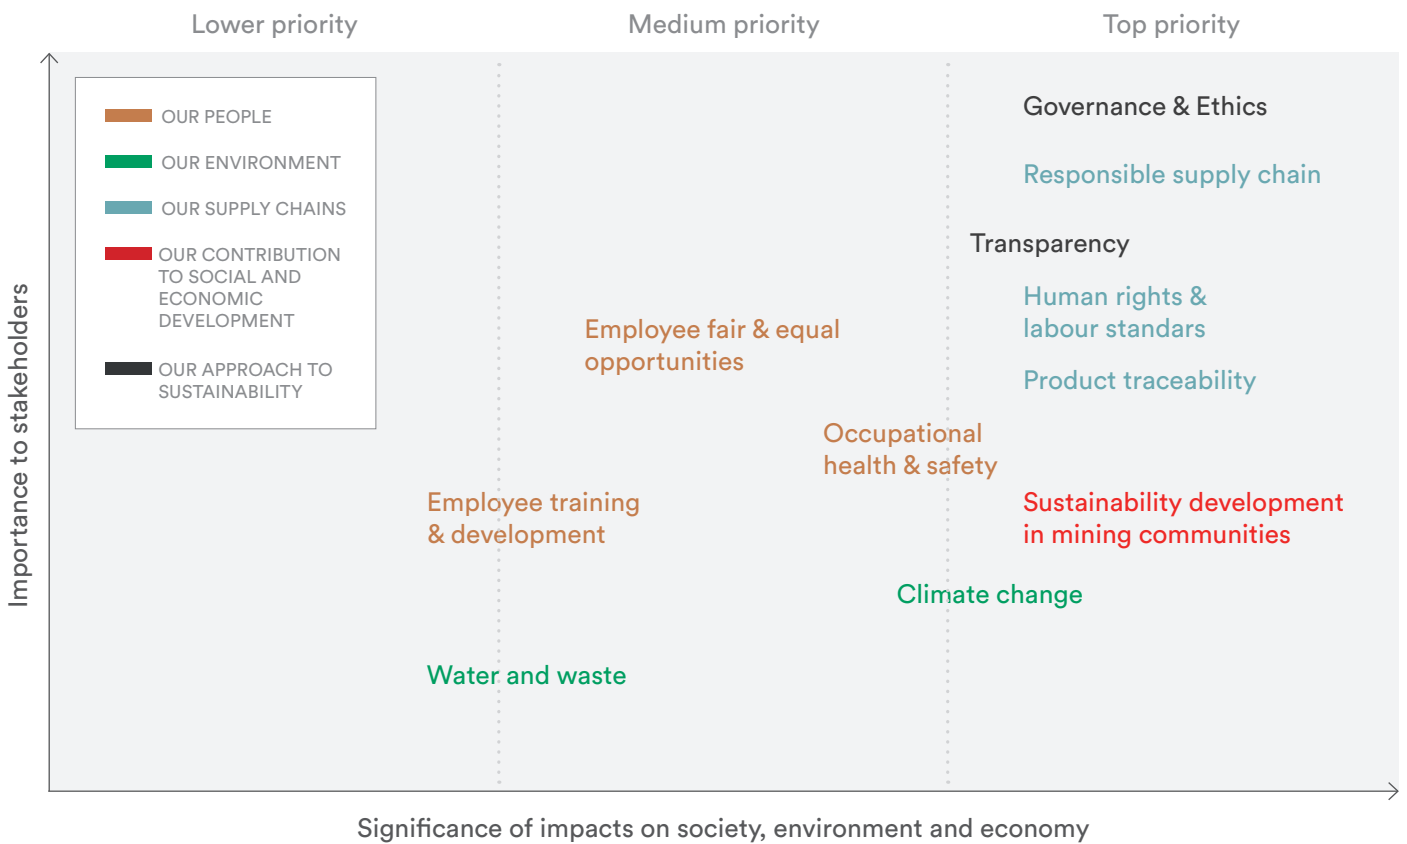 Lower priority
Medium priority
Top priority
OUR PEOPLE
OUR ENVIRONMENT
OUR SUPPLY CHAINS
OUR CONTRIBUTION
TO SOCIAL AND
ECONOMIC
DEVELOPMENT
OUR APPROACH TO
SUSTAINABILITY
Governance & Ethics
Responsible supply chain
Transparency
Human rights &
labour standars
Employee fair & equal
opportunities
Product traceability
Occupational
health & safety
Employee training
& development
Sustainability development
in mining communities
Climate change
Water and waste
Importance to stakeholders
Significance of impacts on society, environment and economy